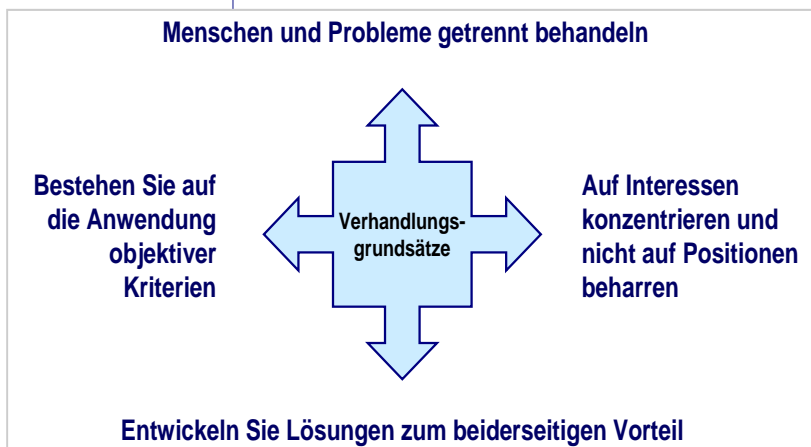 Menschen und Probleme getrennt behandeln
Bestehen Sie auf
die Anwendung
objektiver
Kriterien
Verhandlungs-
grundsätze
Auf Interessen
konzentrieren und
nicht auf Positionen
beharren
Entwickeln Sie Lösungen zum beiderseitigen Vorteil